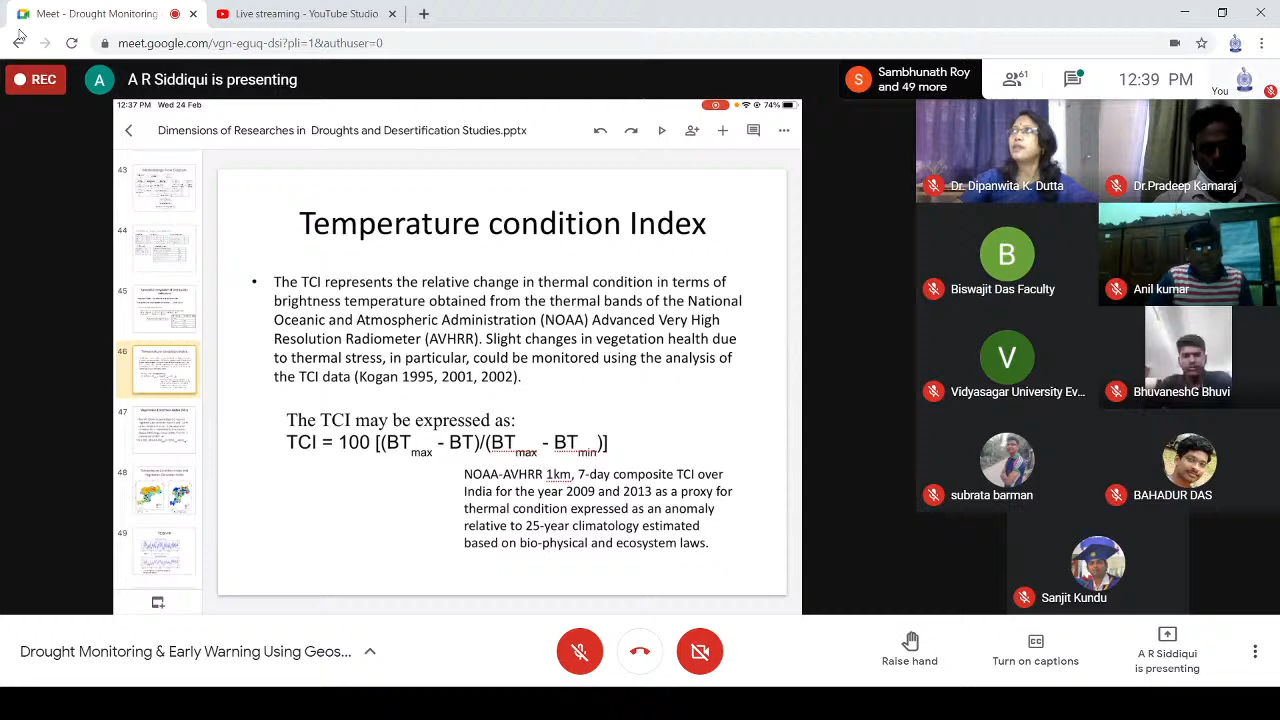 Meet - Drought Monitoring
Live streaming - YouTube Studio
meet.google.com/vgn-eguq-dsi?pli=1&authuser=0
REC
A
A R Siddiqui is presenting
S
Sambhunath Roy
and 49 more
61
12:39 PM
You
12:37 PM Wed 24 Feb
74%
Dimensions of Researches in Droughts and Desertification Studies.pptx
43
44
45
46
47
48
49
Temperature condition Index
• The TCI represents the relative change in thermal condition in terms of
brightness temperature obtained from the thermal bands of the National
Oceanic and Atmospheric Administration (NOAA) Advanced Very High
Resolution Radiometer (AVHRR). Slight changes in vegetation health due
to thermal stress, in particular, could be monitored using the analysis of
the TCI data (Kogan 1995, 2001, 2002).
The TCI may be expressed as:
TCI = 100 [(BTmax - BT)/(BTmax - BTmin)]
NOAA-AVHRR 1km, 7-day composite TCI over
India for the year 2009 and 2013 as a proxy for
thermal condition expressed as an anomaly
relative to 25-year climatology estimated
based on bio-physical and ecosystem laws.
Dr. Dipanwita of Dutta
Dr.Pradeep Kamaraj
B
Biswajit Das Faculty
Anil kumar
V
Vidyasagar University Ev...
BhuvaneshG Bhuvi
subrata barman
BAHADUR DAS
Sanjit Kundu
Drought Monitoring & Early Warning Using Geos...
Raise hand
Turn on captions
A R Siddiqui
is presenting